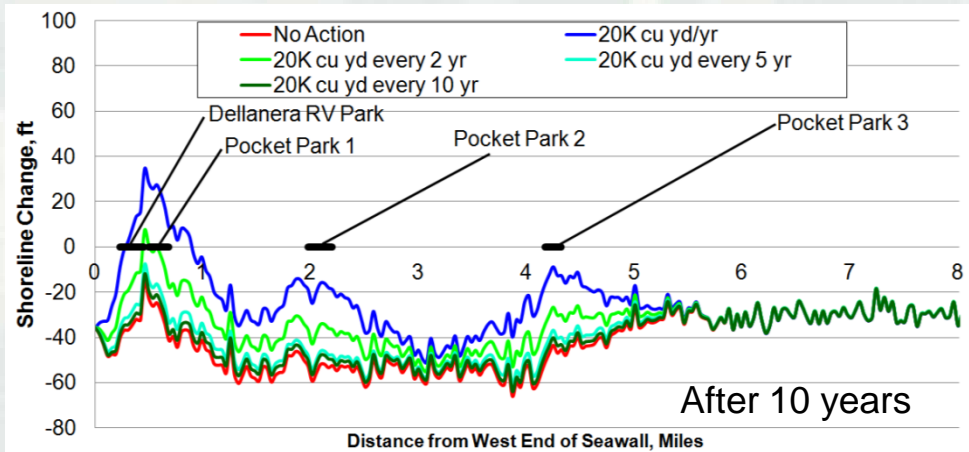 100
80
60
40
20
0
-20
-40
-60
-80
Shoreline Change, ft
No Action
20K cu yd/yr
20K cu yd every 2 yr
20K cu yd every 5 yr
20K cu yd every 10 yr
Dellanera RV Park
Pocket Park 1
Pocket Park 2
Pocket Park 3
0 1 2 3 4 5 6 7 8
After 10 years
Distance from West End of Seawall, Miles